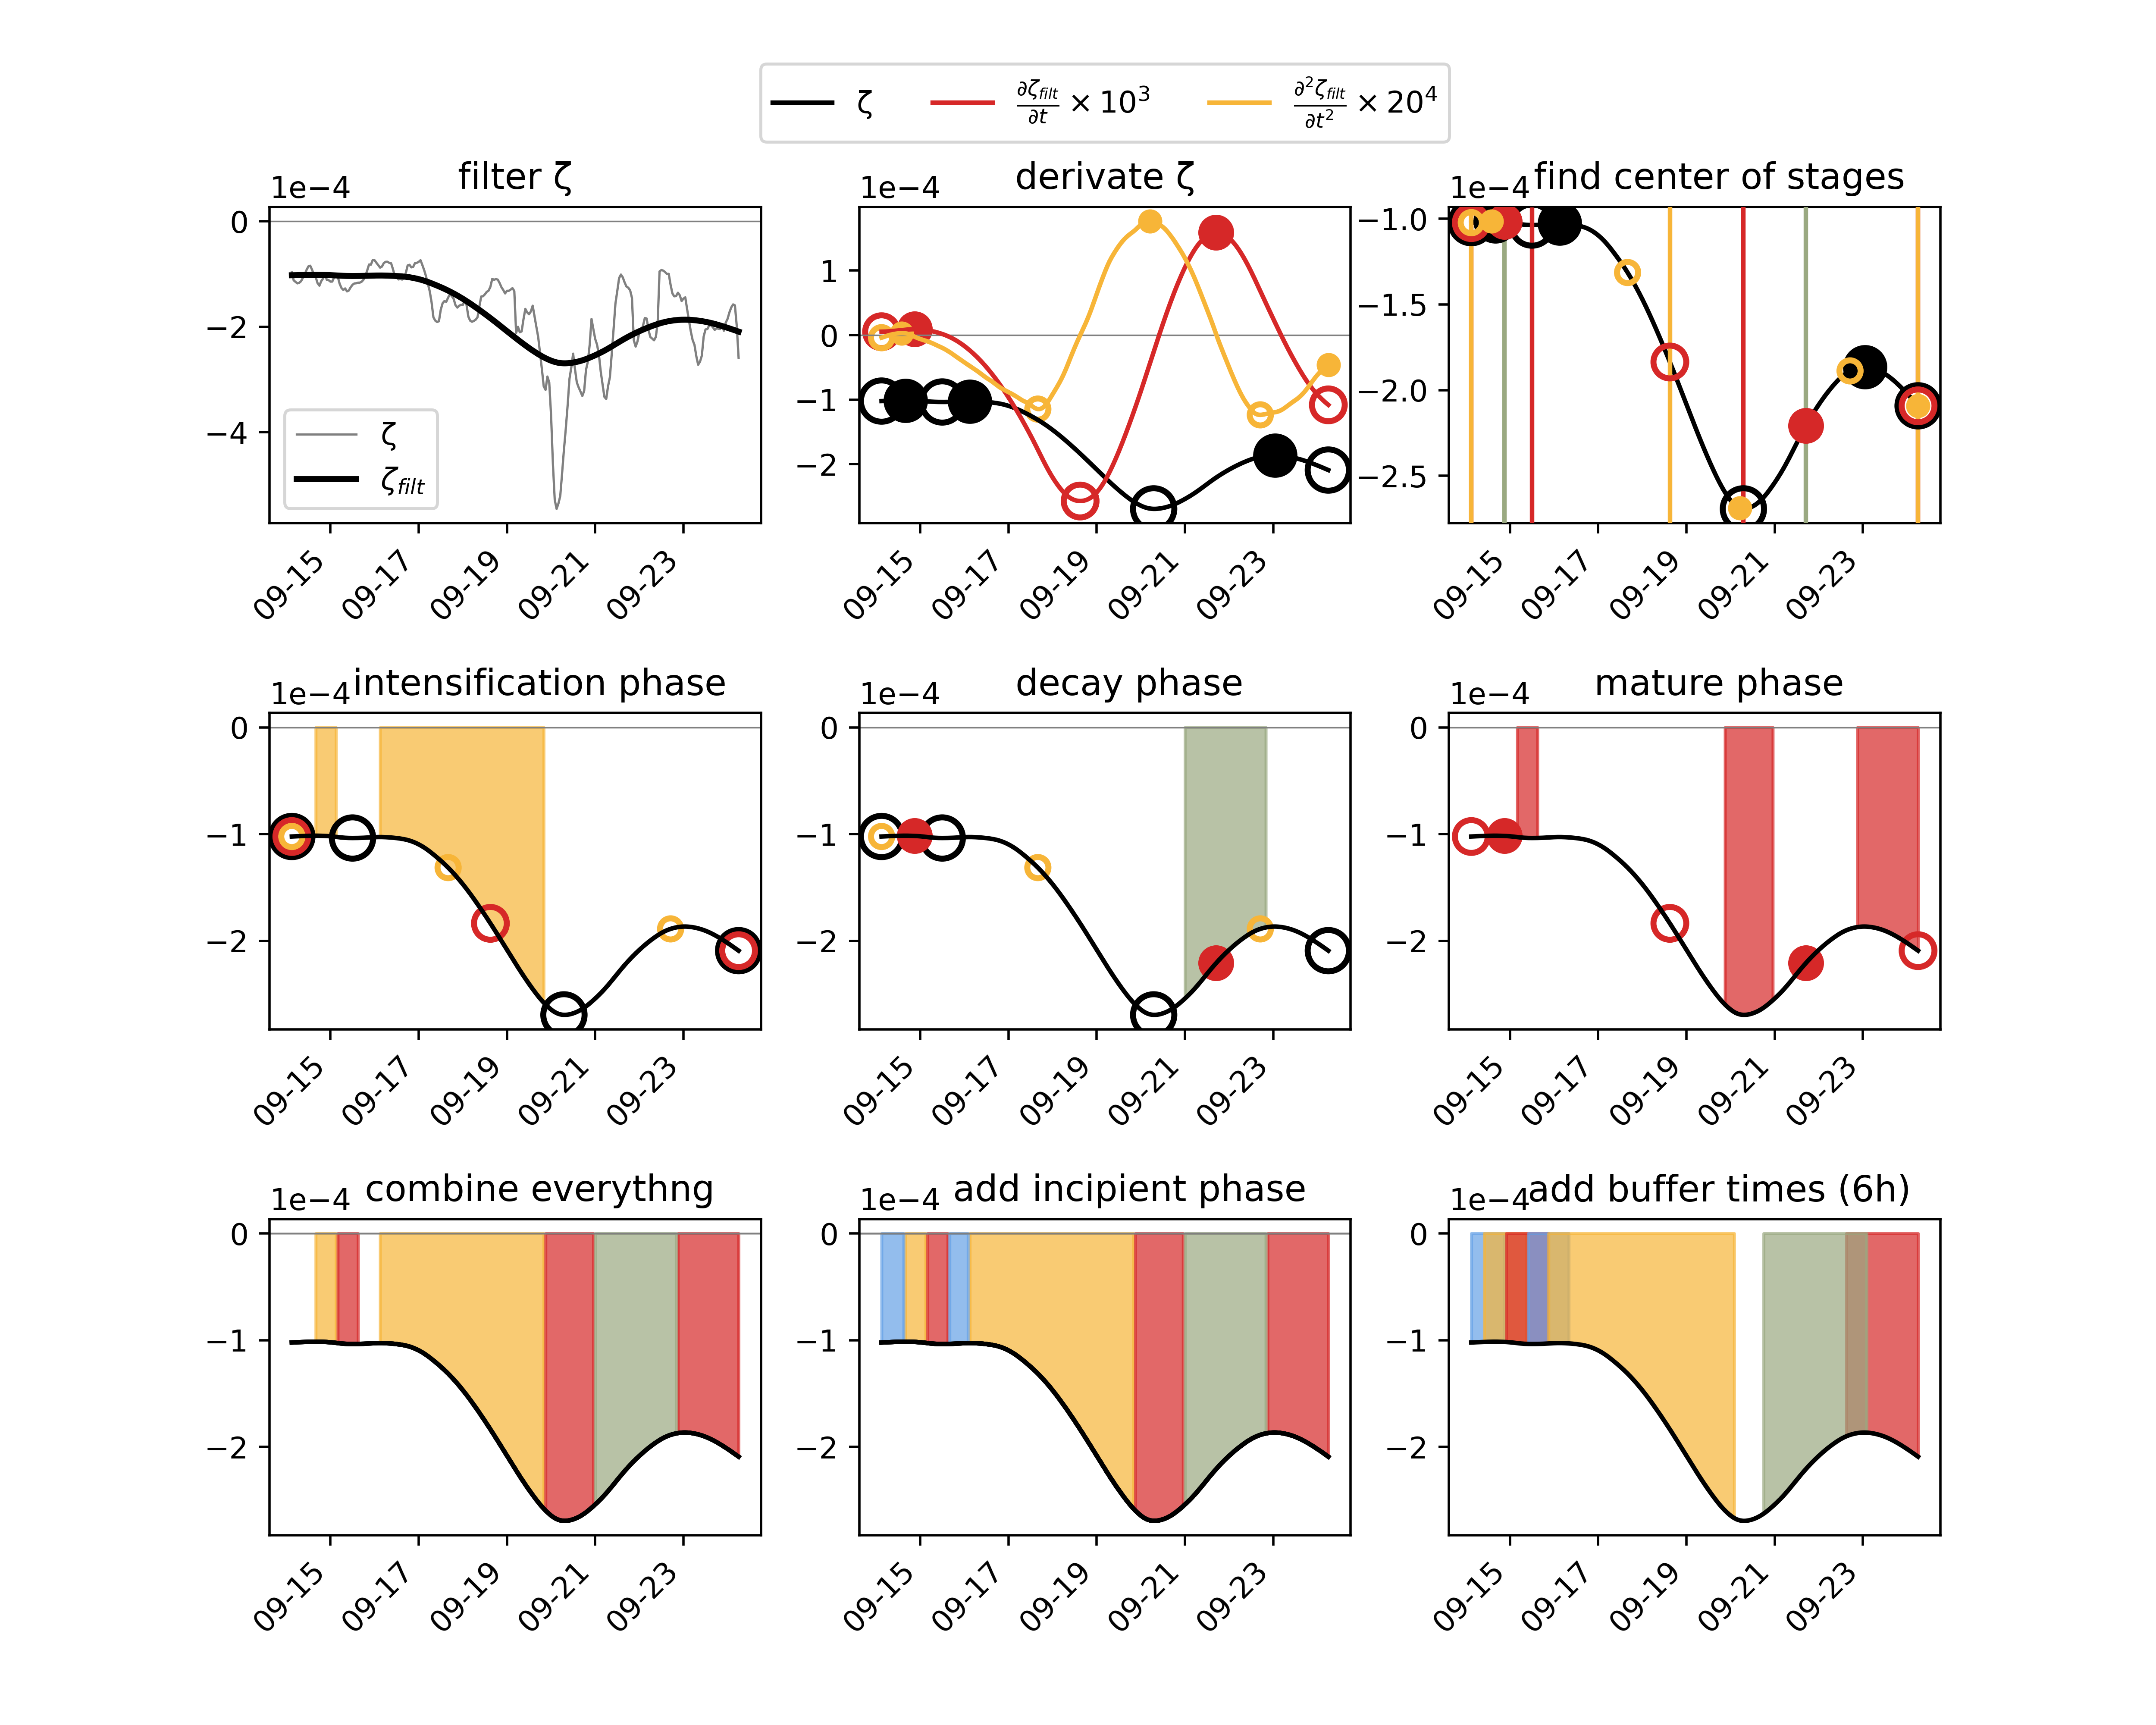 ζ ∂ζ_filt/∂t × 10³ ∂²ζ_filt/∂t² × 20⁴
filter ζ
1e−4
0
−2
−4
ζ
ζ_filt
09-15 09-17 09-19 09-21 09-23
derivate ζ
1e−4
1
0
−1
−2
09-15 09-17 09-19 09-21 09-23
find center of stages
1e−4
−1.0
−1.5
−2.0
−2.5
09-15 09-17 09-19 09-21 09-23
intensification phase
1e−4
0
−1
−2
09-15 09-17 09-19 09-21 09-23
decay phase
1e−4
0
−1
−2
09-15 09-17 09-19 09-21 09-23
mature phase
1e−4
0
−1
−2
09-15 09-17 09-19 09-21 09-23
combine everythng
1e−4
0
−1
−2
09-15 09-17 09-19 09-21 09-23
add incipient phase
1e−4
0
−1
−2
09-15 09-17 09-19 09-21 09-23
add buffer times (6h)
1e−4
0
−1
−2
09-15 09-17 09-19 09-21 09-23